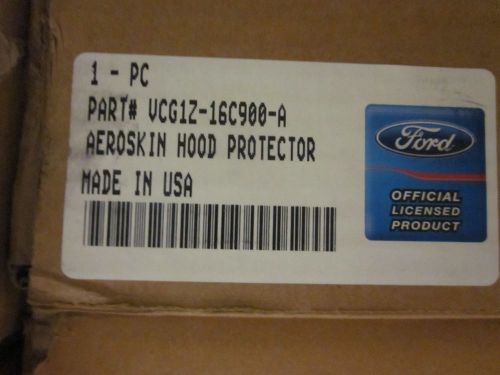 1 - PC
PART# VCG1Z-16C900-A
AEROSKIN HOOD PROTECTOR
MADE IN USA
Ford
OFFICIAL
LICENSED
PRODUCT